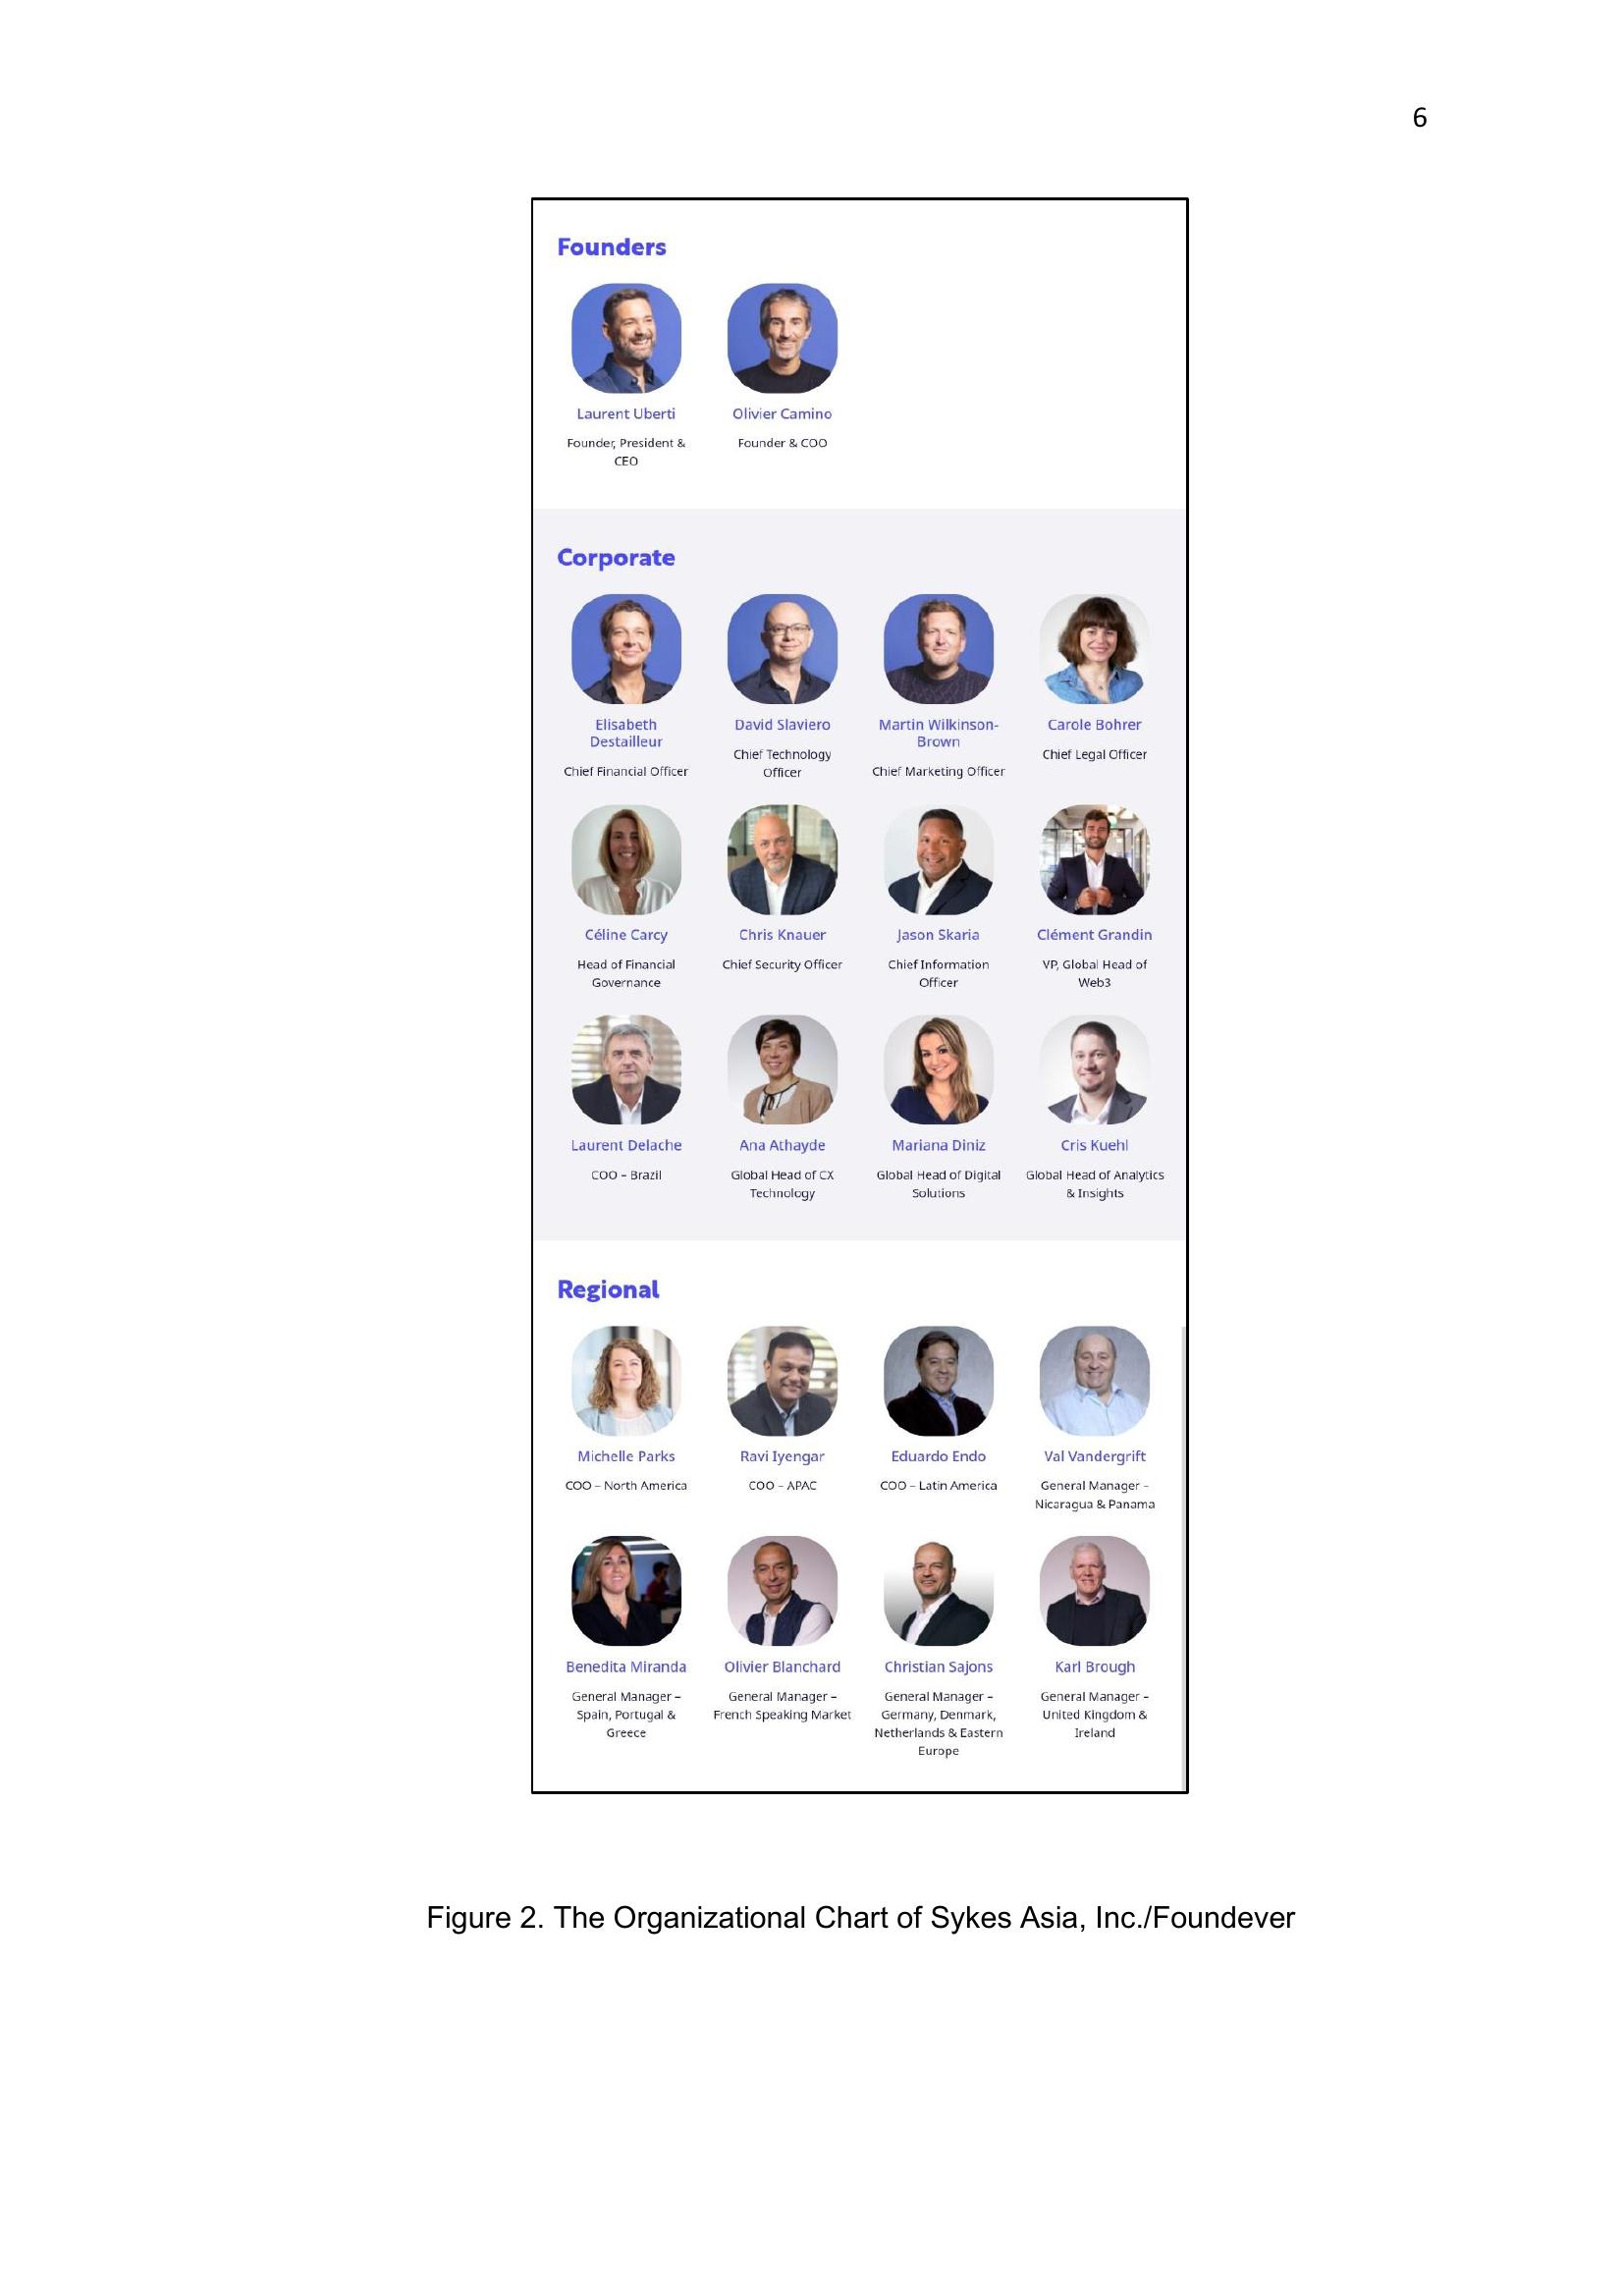 6
Founders
Laurent Uberti
Founder, President &
CEO
Olivier Camino
Founder & COO
Corporate
Elisabeth
Destailleur
Chief Financial Officer
David Slaviero
Chief Technology
Officer
Martin Wilkinson-
Brown
Chief Marketing Officer
Carole Bohrer
Chief Legal Officer
Céline Carcy
Head of Financial
Governance
Chris Knauer
Chief Security Officer
Jason Skaria
Chief Information
Officer
Clément Grandin
VP, Global Head of
Web3
Laurent Delache
COO – Brazil
Ana Athayde
Global Head of CX
Technology
Mariana Diniz
Global Head of Digital
Solutions
Cris Kuehl
Global Head of Analytics
& Insights
Regional
Michelle Parks
COO – North America
Ravi Iyengar
COO – APAC
Eduardo Endo
COO – Latin America
Val Vandergrift
General Manager –
Nicaragua & Panama
Benedita Miranda
General Manager –
Spain, Portugal &
Greece
Olivier Blanchard
General Manager –
French Speaking Market
Christian Sajons
General Manager –
Germany, Denmark,
Netherlands & Eastern
Europe
Karl Brough
General Manager –
United Kingdom &
Ireland
Figure 2. The Organizational Chart of Sykes Asia, Inc./Foundever